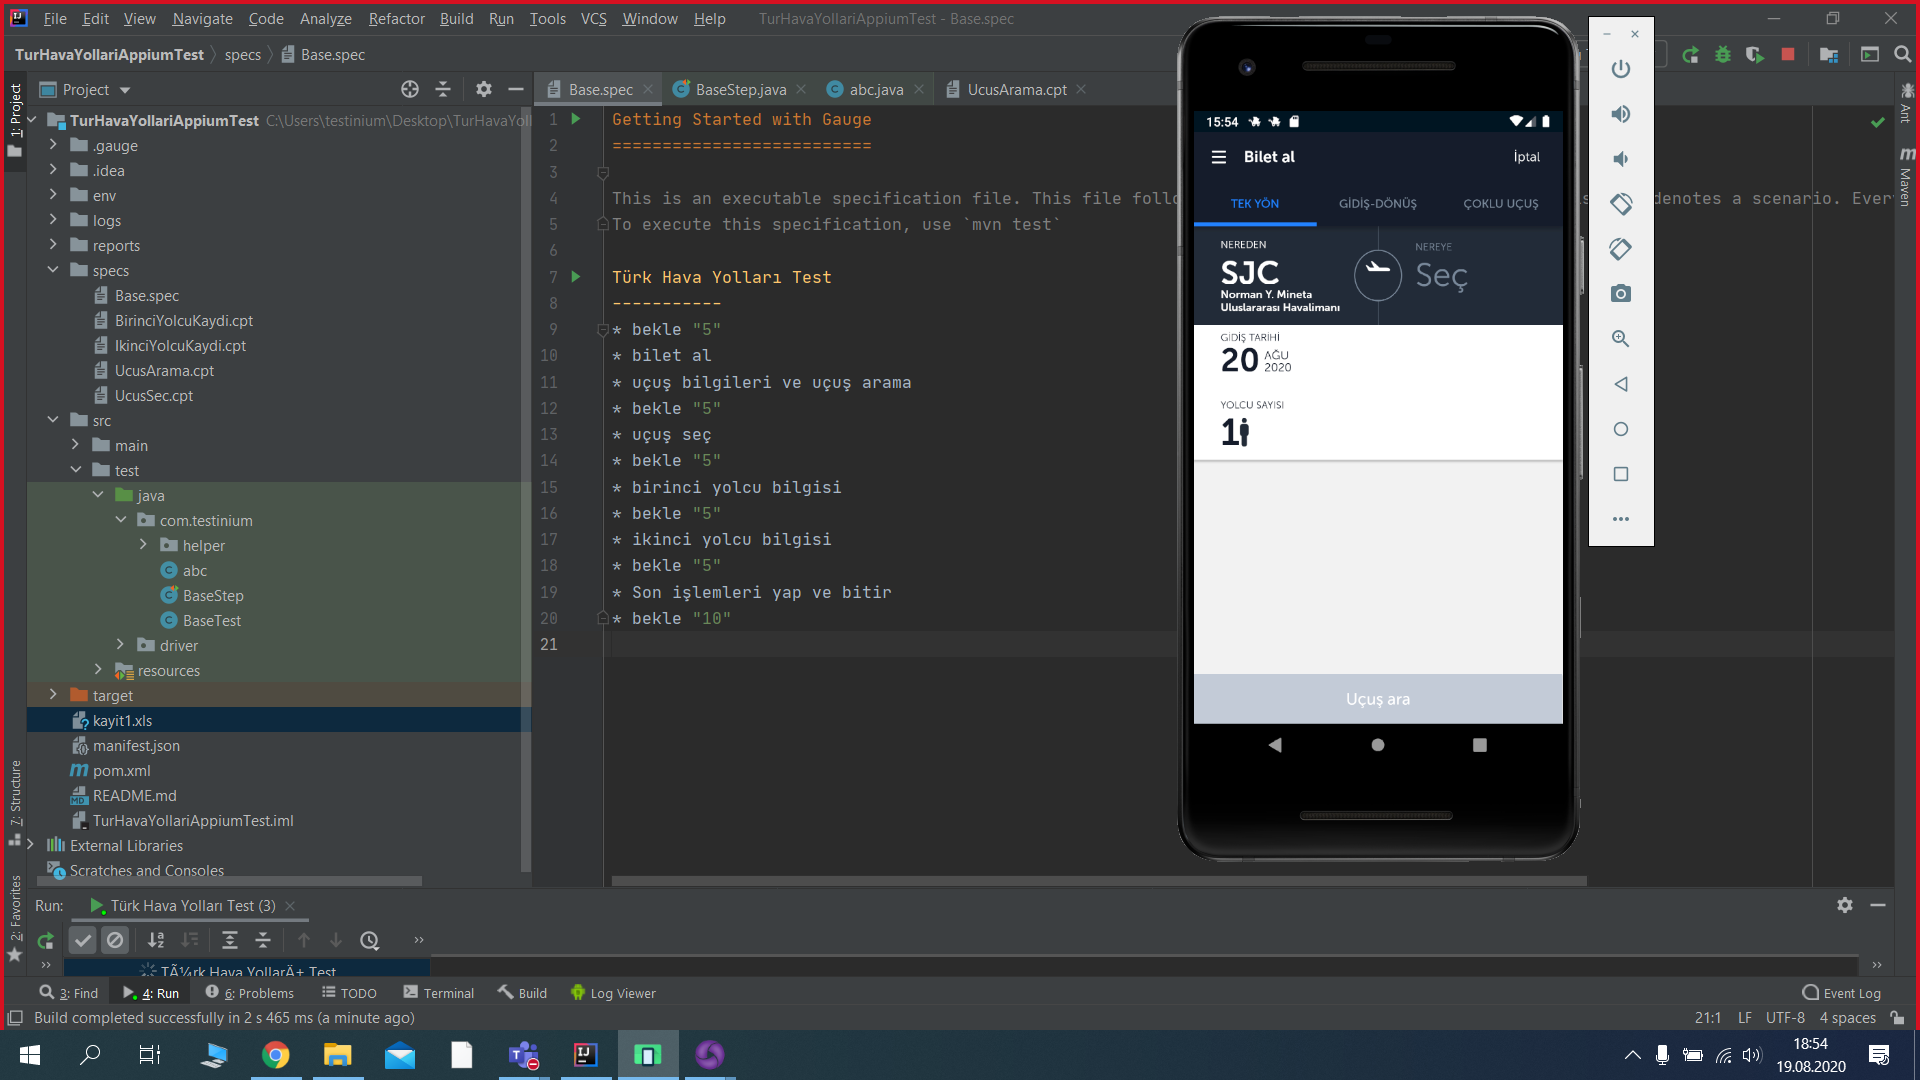 File Edit View Navigate Code Analyze Refactor Build Run Tools VCS Window Help TurHavaYollariAppiumTest - Base.spec
TurHavaYollariAppiumTest specs Base.spec
1: Project
Project
Base.spec BaseStep.java abc.java UcusArama.cpt
TurHavaYollariAppiumTest C:\Users\testinium\Desktop\TurHavaYoll
.gauge
.idea
env
logs
reports
specs
Base.spec
BirinciYolcuKaydi.cpt
IkinciYolcuKaydi.cpt
UcusArama.cpt
UcusSec.cpt
src
main
test
java
com.testinium
helper
abc
BaseStep
BaseTest
driver
resources
target
kayit1.xls
manifest.json
pom.xml
README.md
TurHavaYollariAppiumTest.iml
External Libraries
Scratches and Consoles
7: Structure
2: Favorites
1 Getting Started with Gauge
2 ==========================
3
4 This is an executable specification file. This file follo
denotes a scenario. Ever
5 To execute this specification, use `mvn test`
6
7 Türk Hava Yolları Test
8 -----------
9 * bekle "5"
10 * bilet al
11 * uçuş bilgileri ve uçuş arama
12 * bekle "5"
13 * uçuş seç
14 * bekle "5"
15 * birinci yolcu bilgisi
16 * bekle "5"
17 * ikinci yolcu bilgisi
18 * bekle "5"
19 * Son işlemleri yap ve bitir
20 * bekle "10"
21
15:54
Bilet al İptal
TEK YÖN GİDİŞ-DÖNÜŞ ÇOKLU UÇUŞ
NEREDEN NEREYE
SJC Seç
Norman Y. Mineta
Uluslararası Havalimanı
GİDİŞ TARİHİ
20 AĞU
2020
YOLCU SAYISI
1
Uçuş ara
Ant
m Maven
Run: Türk Hava Yolları Test (3)
TÃ¼rk Hava YollarÄ+ Test
3: Find 4: Run 6: Problems TODO Terminal Build Log Viewer Event Log
Build completed successfully in 2 s 465 ms (a minute ago) 21:1 LF UTF-8 4 spaces
18:54
19.08.2020